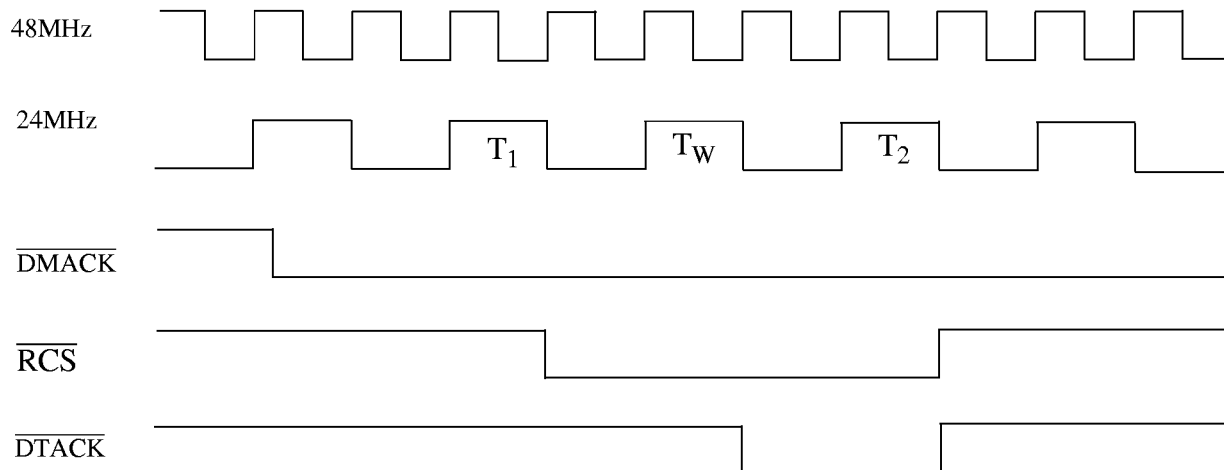 48MHz
24MHz
T1 TW T2
DMACK
RCS
DTACK